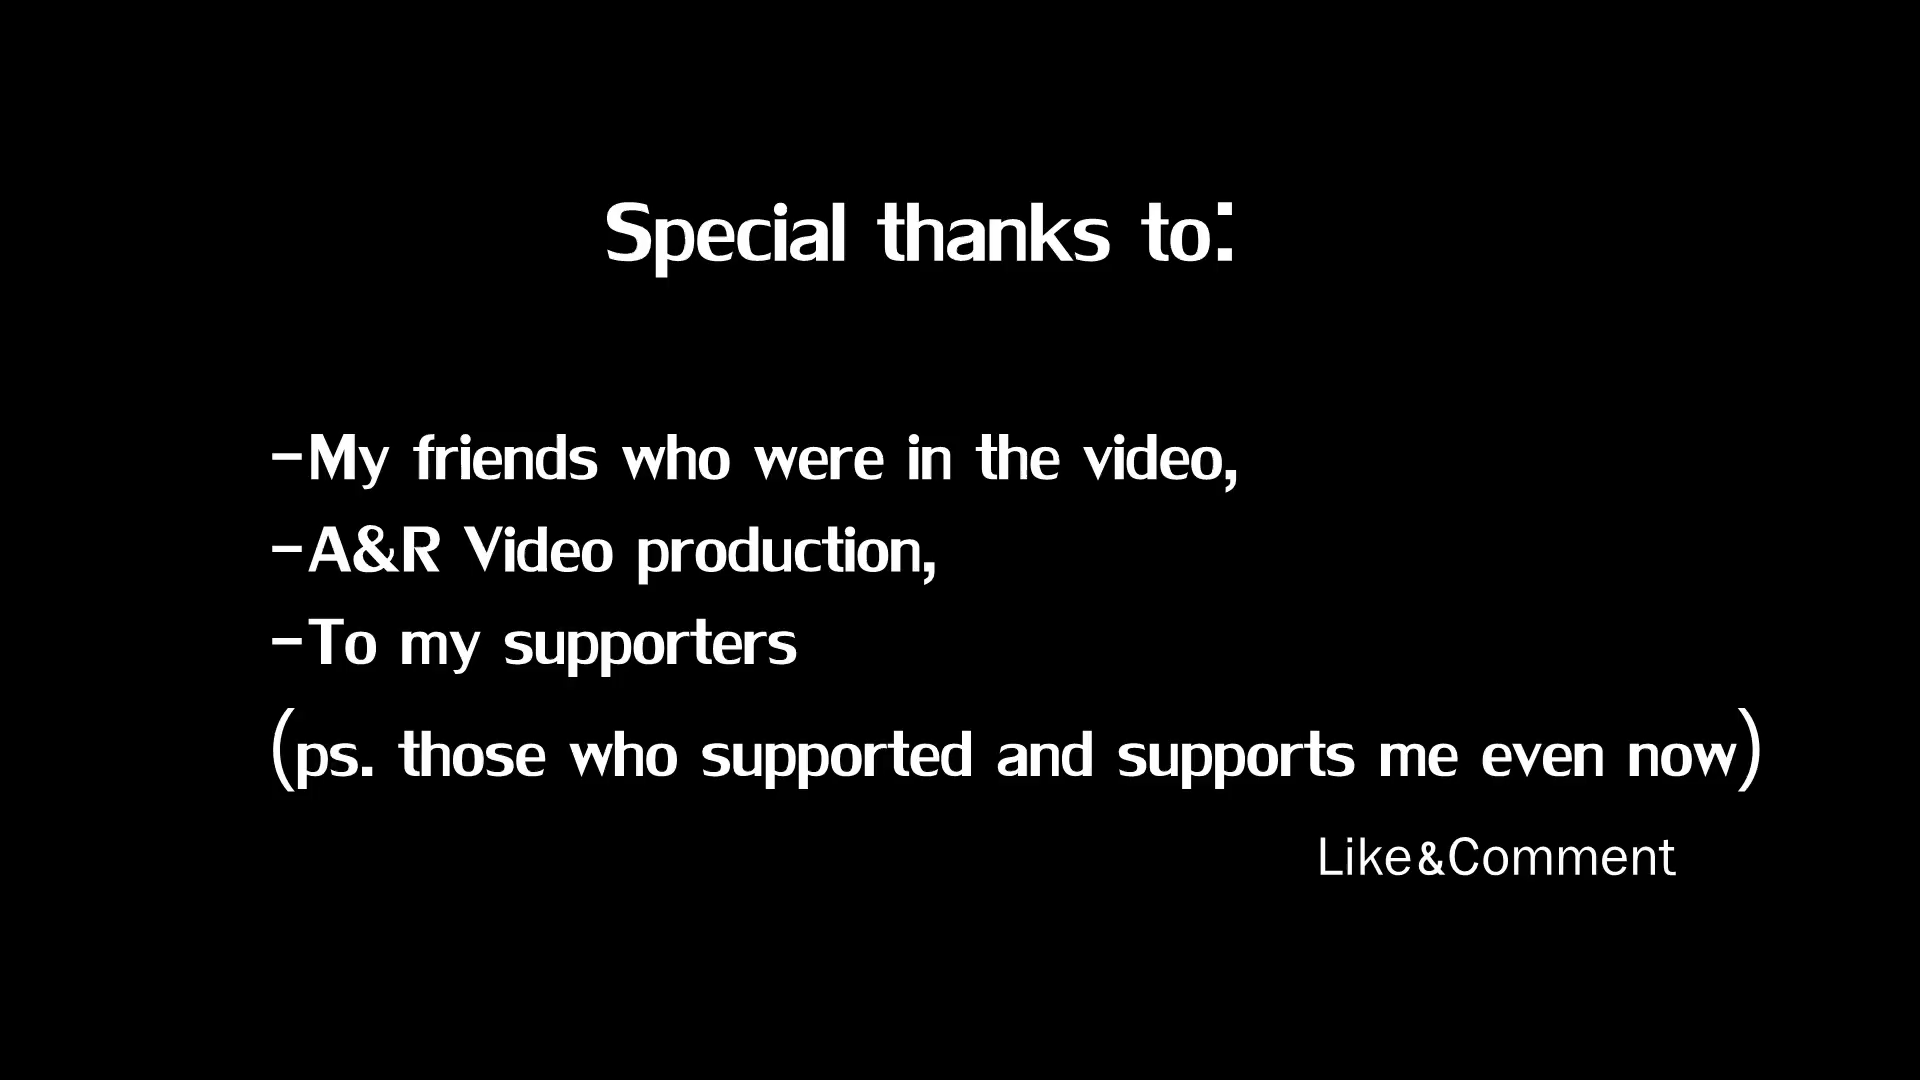 Special thanks to:
-My friends who were in the video,
-A&R Video production,
-To my supporters
(ps. those who supported and supports me even now)
Like&Comment